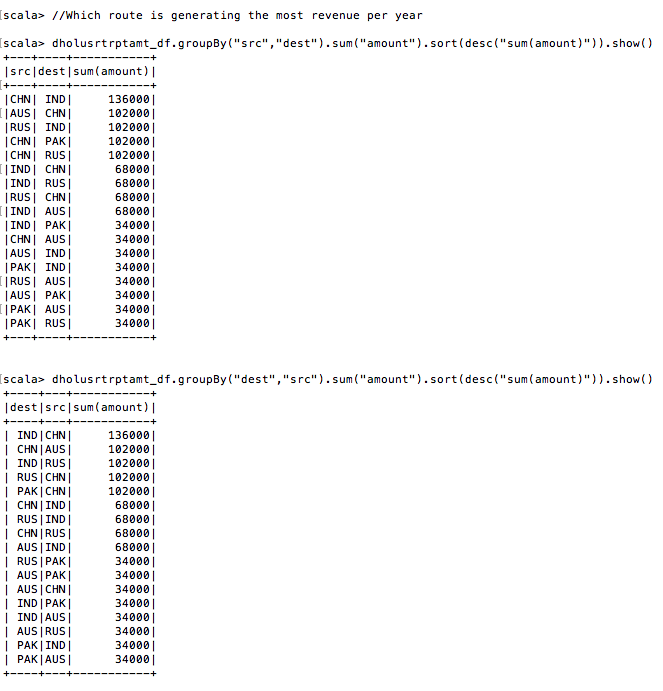 [scala> //Which route is generating the most revenue per year
[scala> dholusrtrptamt_df.groupBy("src","dest").sum("amount").sort(desc("sum(amount)")).show()
+---+----+-----------+
|src|dest|sum(amount)|
[+---+----+-----------+
|CHN| IND|     136000|
[|AUS| CHN|     102000|
|RUS| IND|     102000|
|CHN| PAK|     102000|
|CHN| RUS|     102000|
[|IND| CHN|      68000|
|IND| RUS|      68000|
|RUS| CHN|      68000|
[|IND| AUS|      68000|
|IND| PAK|      34000|
|CHN| AUS|      34000|
|AUS| IND|      34000|
|PAK| IND|      34000|
[|RUS| AUS|      34000|
|AUS| PAK|      34000|
[|PAK| AUS|      34000|
|PAK| RUS|      34000|
+---+----+-----------+
[scala> dholusrtrptamt_df.groupBy("dest","src").sum("amount").sort(desc("sum(amount)")).show()
+----+---+-----------+
|dest|src|sum(amount)|
+----+---+-----------+
| IND|CHN|     136000|
| CHN|AUS|     102000|
| IND|RUS|     102000|
| RUS|CHN|     102000|
| PAK|CHN|     102000|
| CHN|IND|      68000|
| RUS|IND|      68000|
| CHN|RUS|      68000|
| AUS|IND|      68000|
| RUS|PAK|      34000|
| AUS|PAK|      34000|
| AUS|CHN|      34000|
| IND|PAK|      34000|
| IND|AUS|      34000|
| AUS|RUS|      34000|
| PAK|IND|      34000|
| PAK|AUS|      34000|
+----+---+-----------+